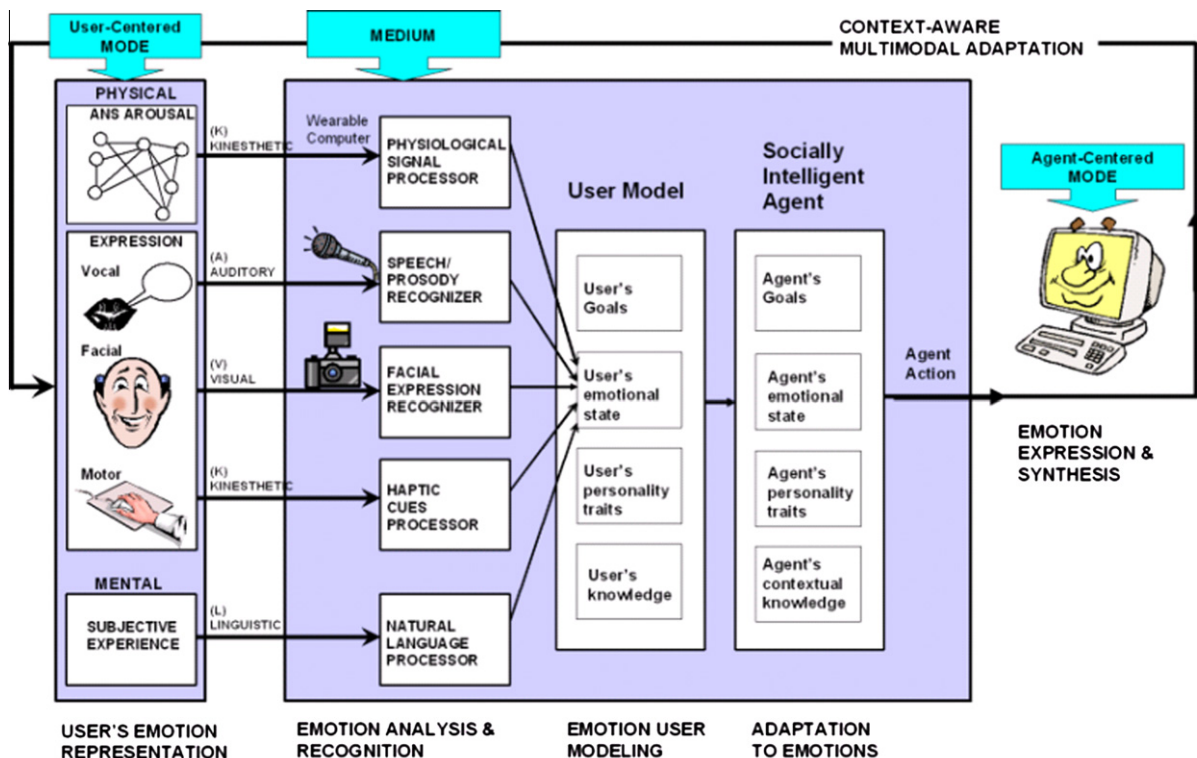 User-Centered
MODE
MEDIUM
CONTEXT-AWARE
MULTIMODAL ADAPTATION
PHYSICAL
ANS AROUSAL
(K)
KINESTHETIC
Wearable
Computer
PHYSIOLOGICAL
SIGNAL
PROCESSOR
EXPRESSION
Vocal
(A)
AUDITORY
SPEECH/
PROSODY
RECOGNIZER
Facial
(V)
VISUAL
FACIAL
EXPRESSION
RECOGNIZER
Motor
(K)
KINESTHETIC
HAPTIC
CUES
PROCESSOR
MENTAL
SUBJECTIVE
EXPERIENCE
(L)
LINGUISTIC
NATURAL
LANGUAGE
PROCESSOR
User Model
User's
Goals
User's
emotional
state
User's
personality
traits
User's
knowledge
Socially
Intelligent
Agent
Agent's
Goals
Agent's
emotional
state
Agent's
personality
traits
Agent's
contextual
knowledge
Agent
Action
Agent-Centered
MODE
EMOTION
EXPRESSION &
SYNTHESIS
USER'S EMOTION
REPRESENTATION
EMOTION ANALYSIS &
RECOGNITION
EMOTION USER
MODELING
ADAPTATION
TO EMOTIONS